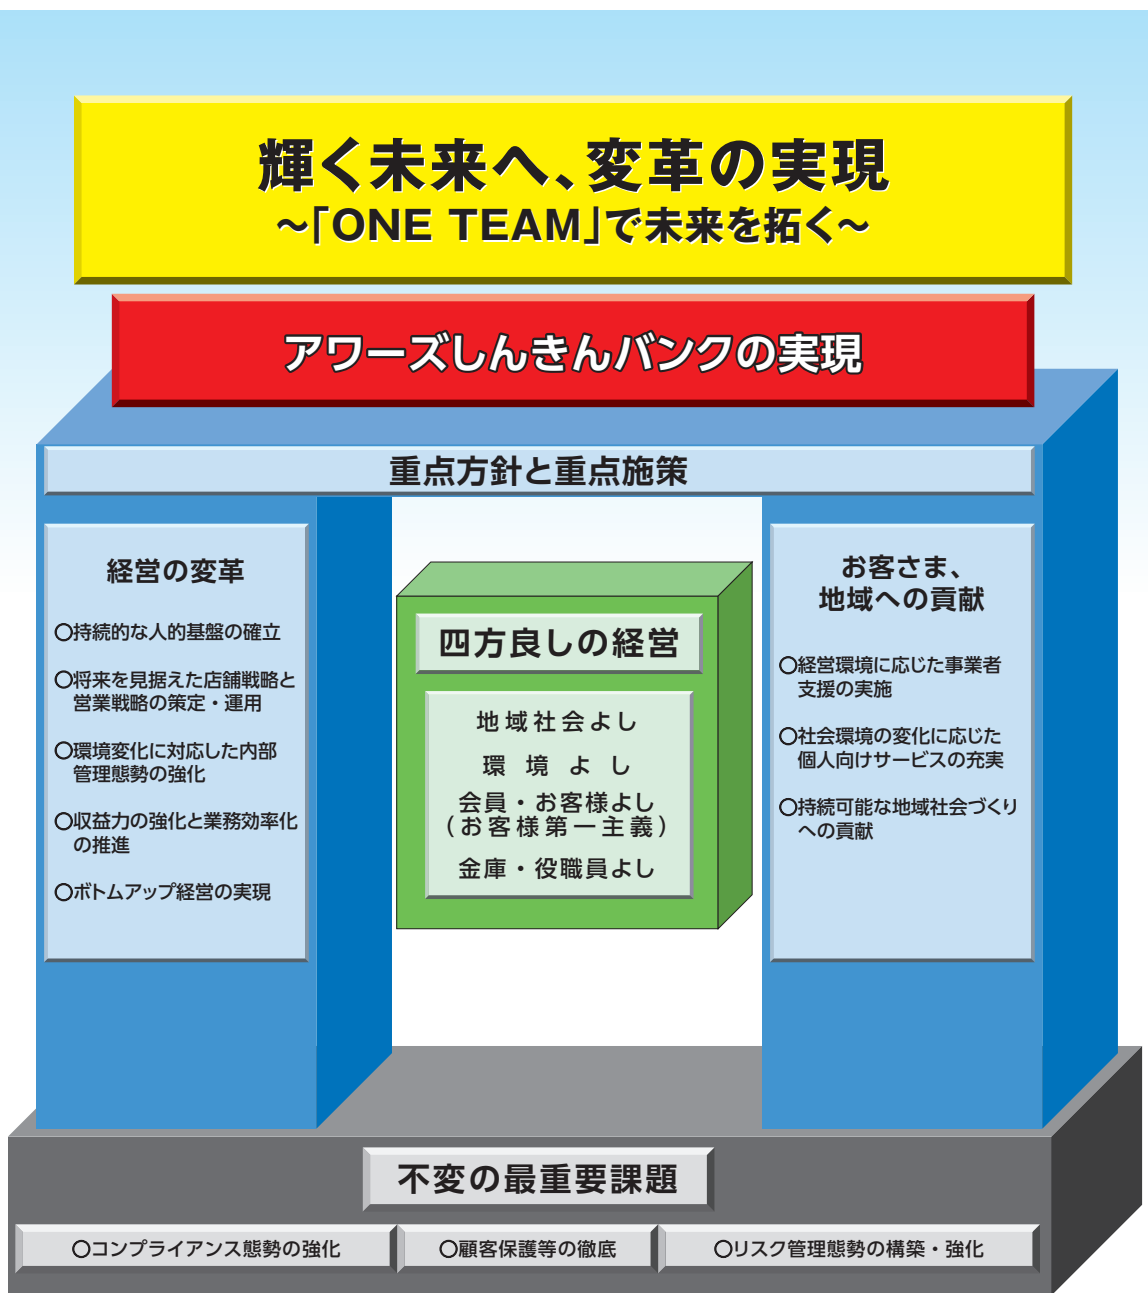 輝く未来へ、変革の実現
～「ONE TEAM」で未来を拓く～
アワーズしんきんバンクの実現
重点方針と重点施策
経営の変革
○持続的な人的基盤の確立
○将来を見据えた店舗戦略と
営業戦略の策定・運用
○環境変化に対応した内部
管理態勢の強化
○収益力の強化と業務効率化
の推進
○ボトムアップ経営の実現
四方良しの経営
地域社会よし
環境よし
会員・お客様よし
（お客様第一主義）
金庫・役職員よし
お客さま、
地域への貢献
○経営環境に応じた事業者
支援の実施
○社会環境の変化に応じた
個人向けサービスの充実
○持続可能な地域社会づくり
への貢献
不変の最重要課題
○コンプライアンス態勢の強化
○顧客保護等の徹底
○リスク管理態勢の構築・強化